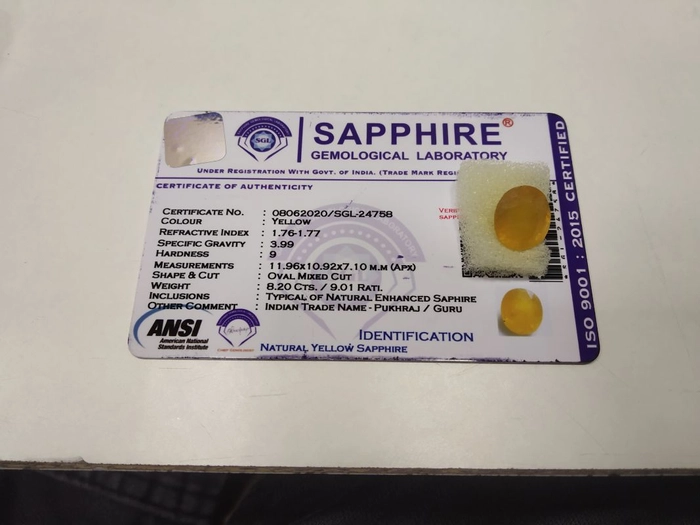 SGL
SAPPHIRE®
GEMOLOGICAL LABORATORY
UNDER REGISTRATION WITH GOVT. OF INDIA. (TRADE MARK
CERTIFICATE OF AUTHENTICITY
CERTIFICATE NO. : 08062020/SGL-24758
COLOUR : YELLOW
REFRACTIVE INDEX : 1.76-1.77
SPECIFIC GRAVITY : 3.99
HARDNESS : 9
MEASUREMENTS : 11.96X10.92X7.10 M.M (APX)
SHAPE & CUT : OVAL MIXED CUT
WEIGHT : 8.20 CTS. / 9.01 RATI.
INCLUSIONS : TYPICAL OF NATURAL ENHANCED SAPHIRE
OTHER COMMENT : INDIAN TRADE NAME - PUKHRAJ / GURU
ANSI
American National
Standards Institute
IDENTIFICATION
NATURAL YELLOW SAPPHIRE
ISO 9001 : 2015 CERTIFIED